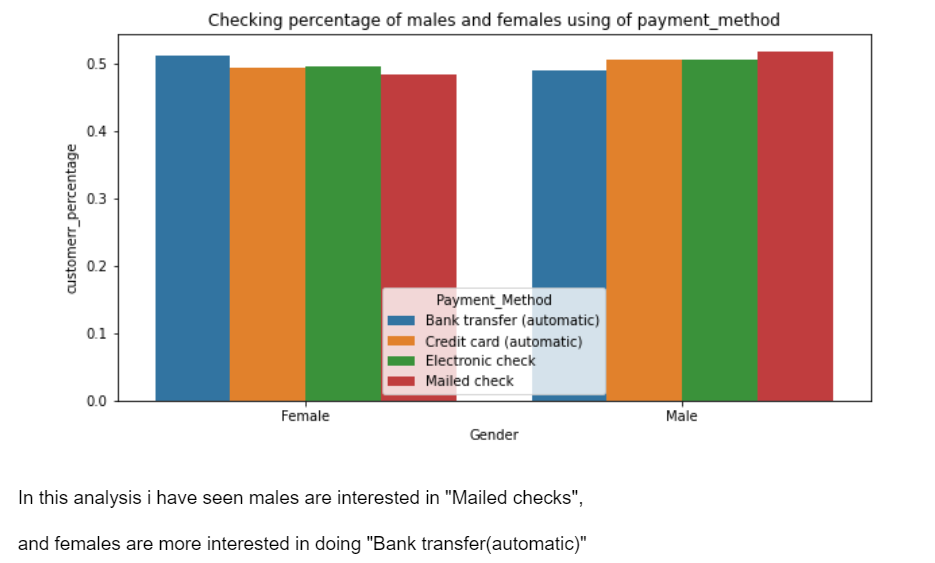 Checking percentage of males and females using of payment_method
customerr_percentage
0.5
0.4
0.3
0.2
0.1
0.0
Payment_Method
Bank transfer (automatic)
Credit card (automatic)
Electronic check
Mailed check
Female
Male
Gender
In this analysis i have seen males are interested in "Mailed checks",
and females are more interested in doing "Bank transfer(automatic)"